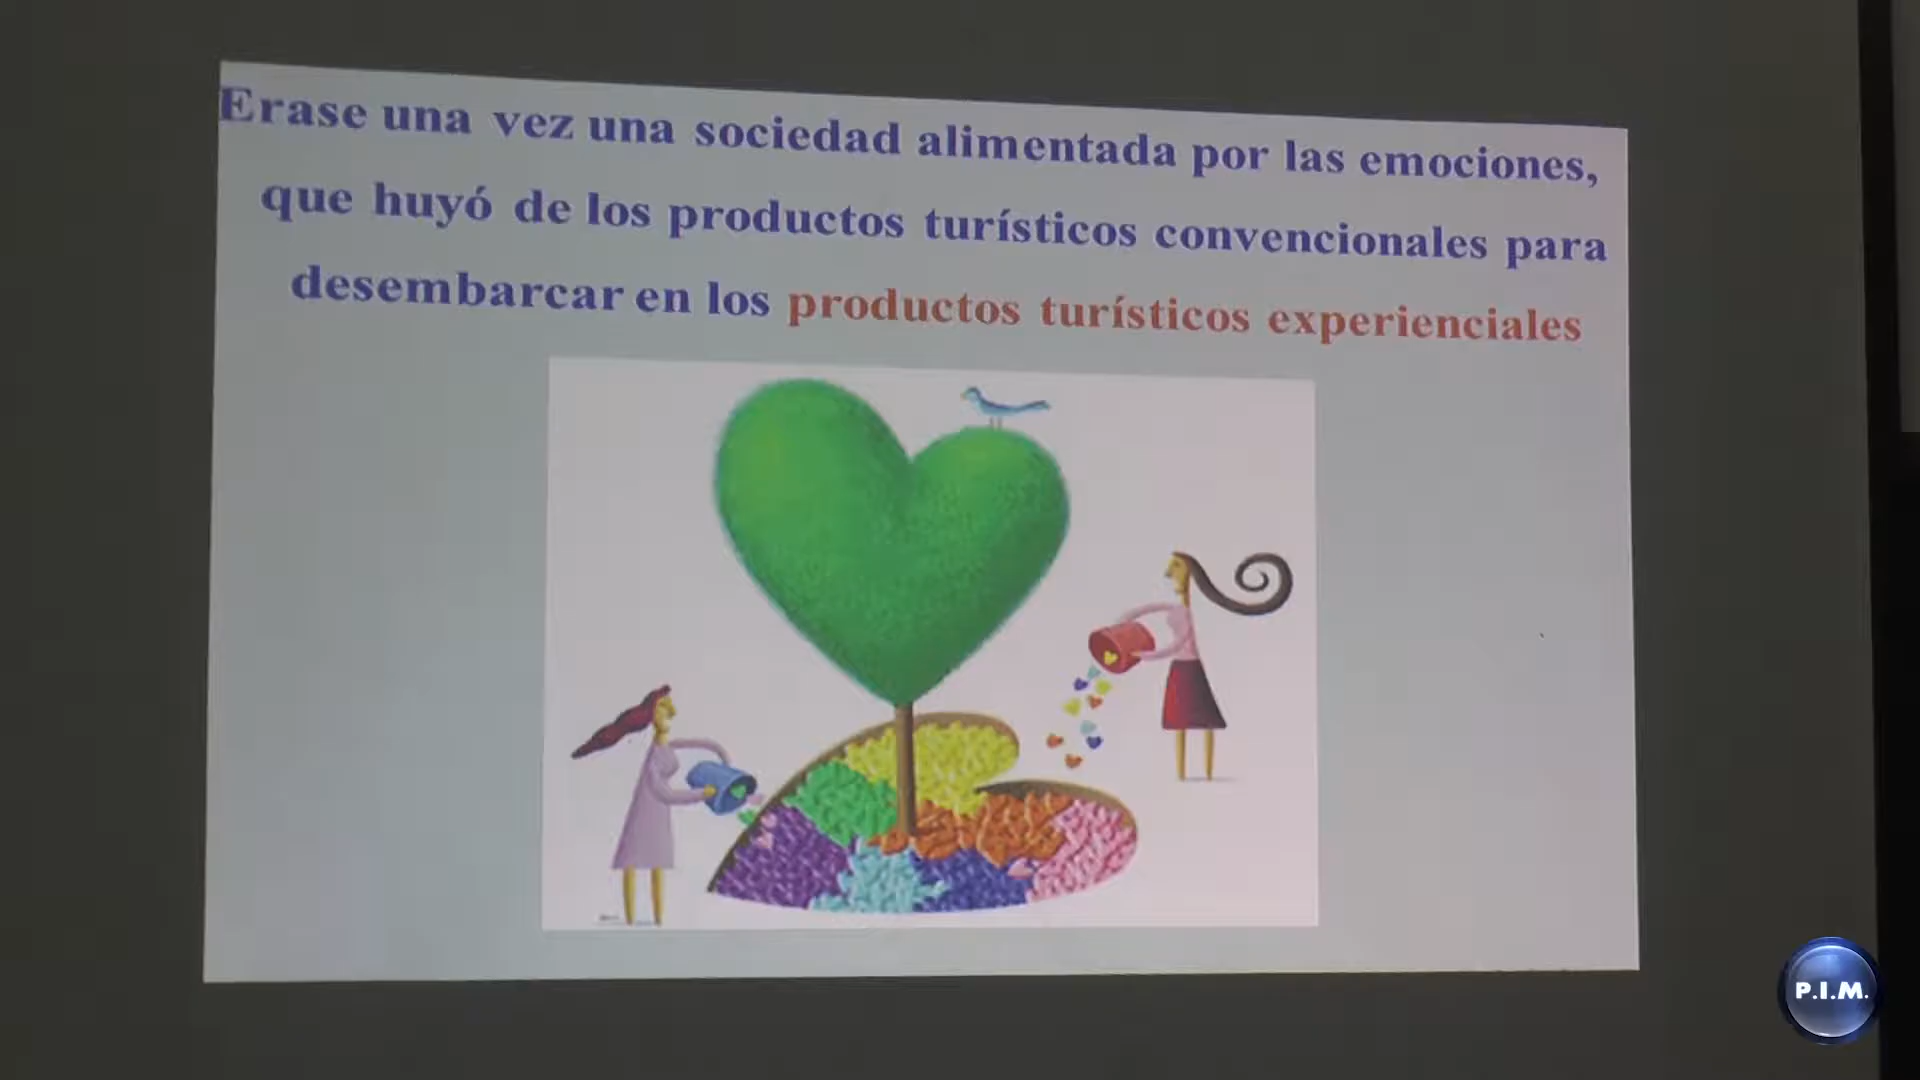 Erase una vez una sociedad alimentada por las emociones,
que huyó de los productos turísticos convencionales para
desembarcar en los productos turísticos experienciales
P.I.M.